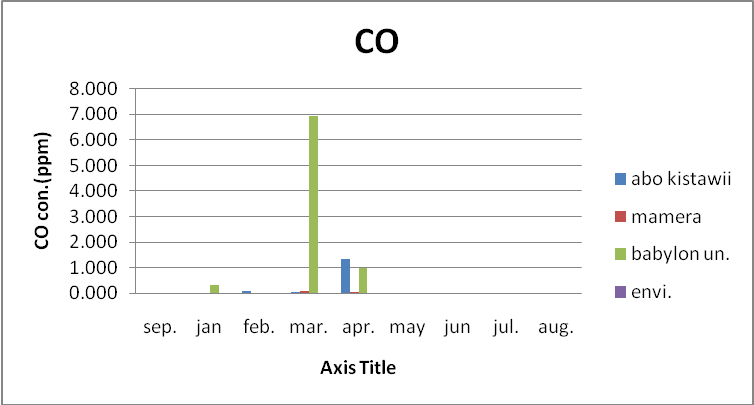 CO
8.000
7.000
6.000
5.000
4.000
3.000
2.000
1.000
0.000
CO con.(ppm)
sep. jan feb. mar. apr. may jun jul. aug.
Axis Title
abo kistawii
mamera
babylon un.
envi.